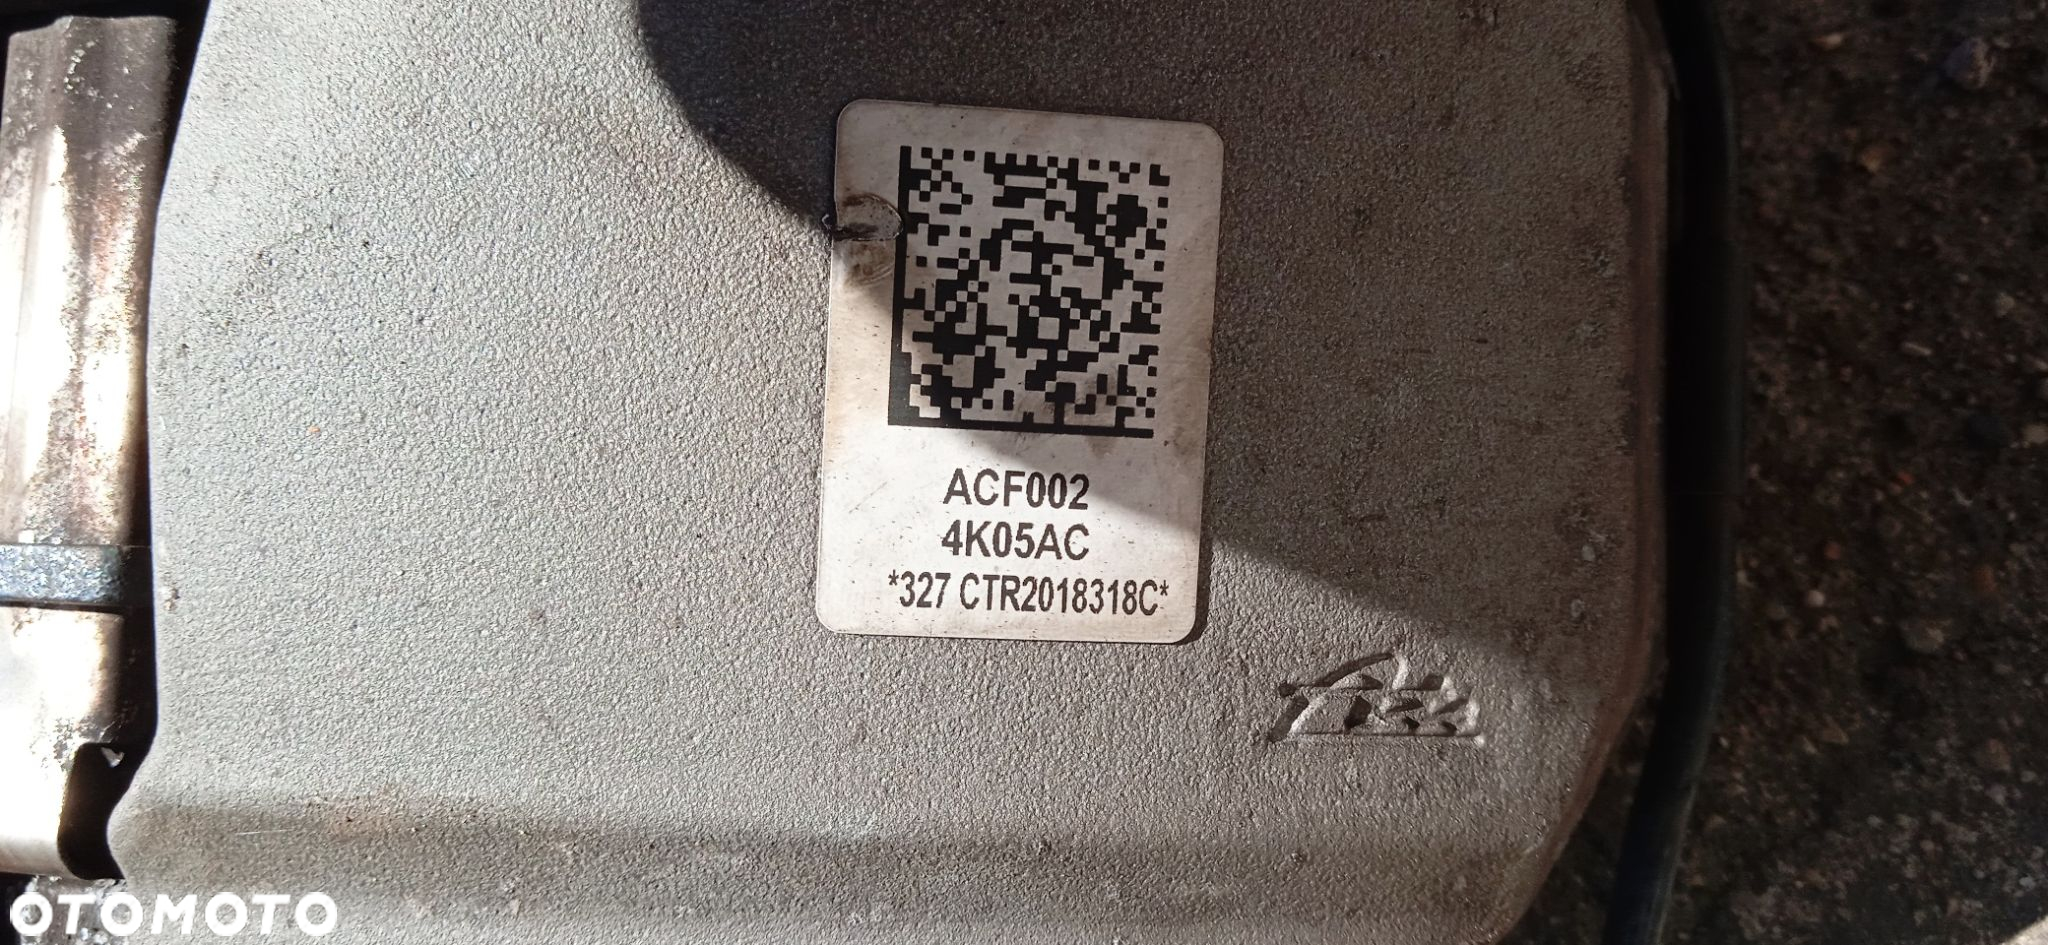 ACF002
4K05AC
*327 CTR2018318C*
OTOMOTO